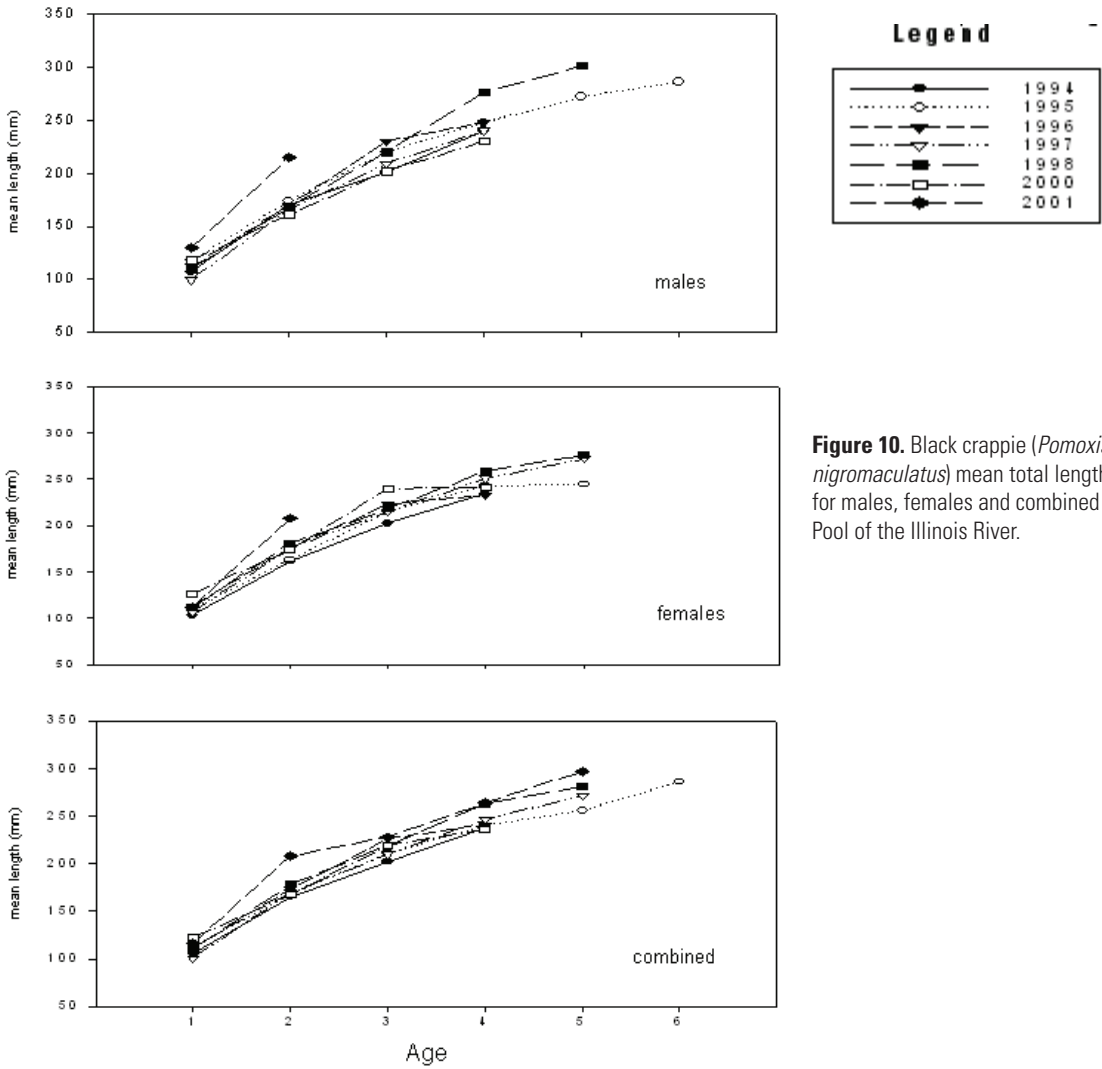 350
300
250
200
150
100
50
mean length (mm)
males
Legend
1994
1995
1996
1997
1998
2000
2001
350
300
250
200
150
100
50
mean length (mm)
females
Figure 10. Black crappie (Pomoxi
nigromaculatus) mean total length
for males, females and combined
Pool of the Illinois River.
350
300
250
200
150
100
50
mean length (mm)
combined
1 2 3 4 5 6
Age